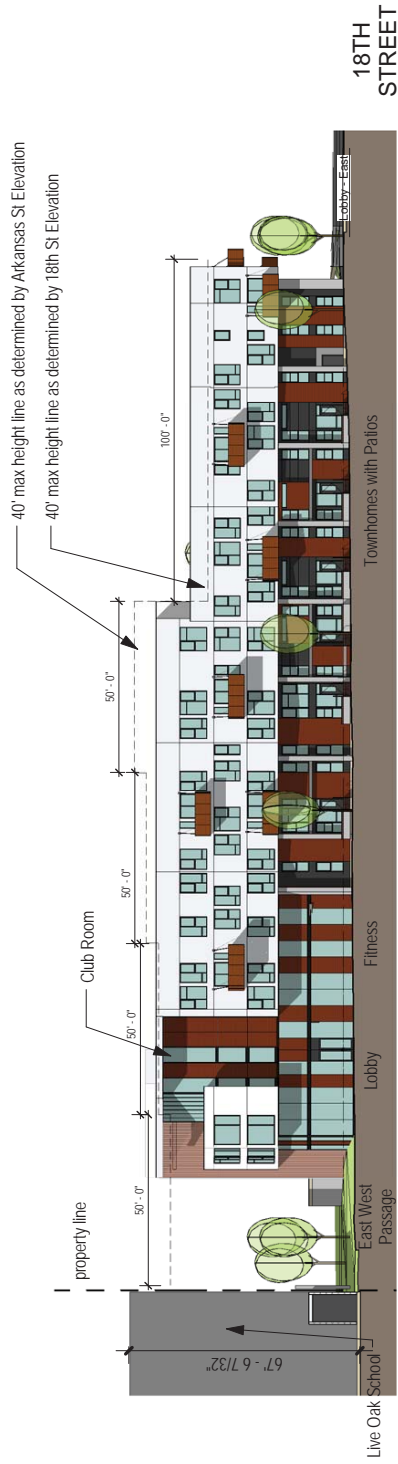 40' max height line as determined by Arkansas St Elevation
40' max height line as determined by 18th St Elevation
100' - 0"
50' - 0"
50' - 0"
50' - 0"
50' - 0"
Club Room
property line
67' - 6 7/32"
Live Oak School
East West
Passage
Lobby
Fitness
Townhomes with Patios
Lobby - East
18TH
STREET